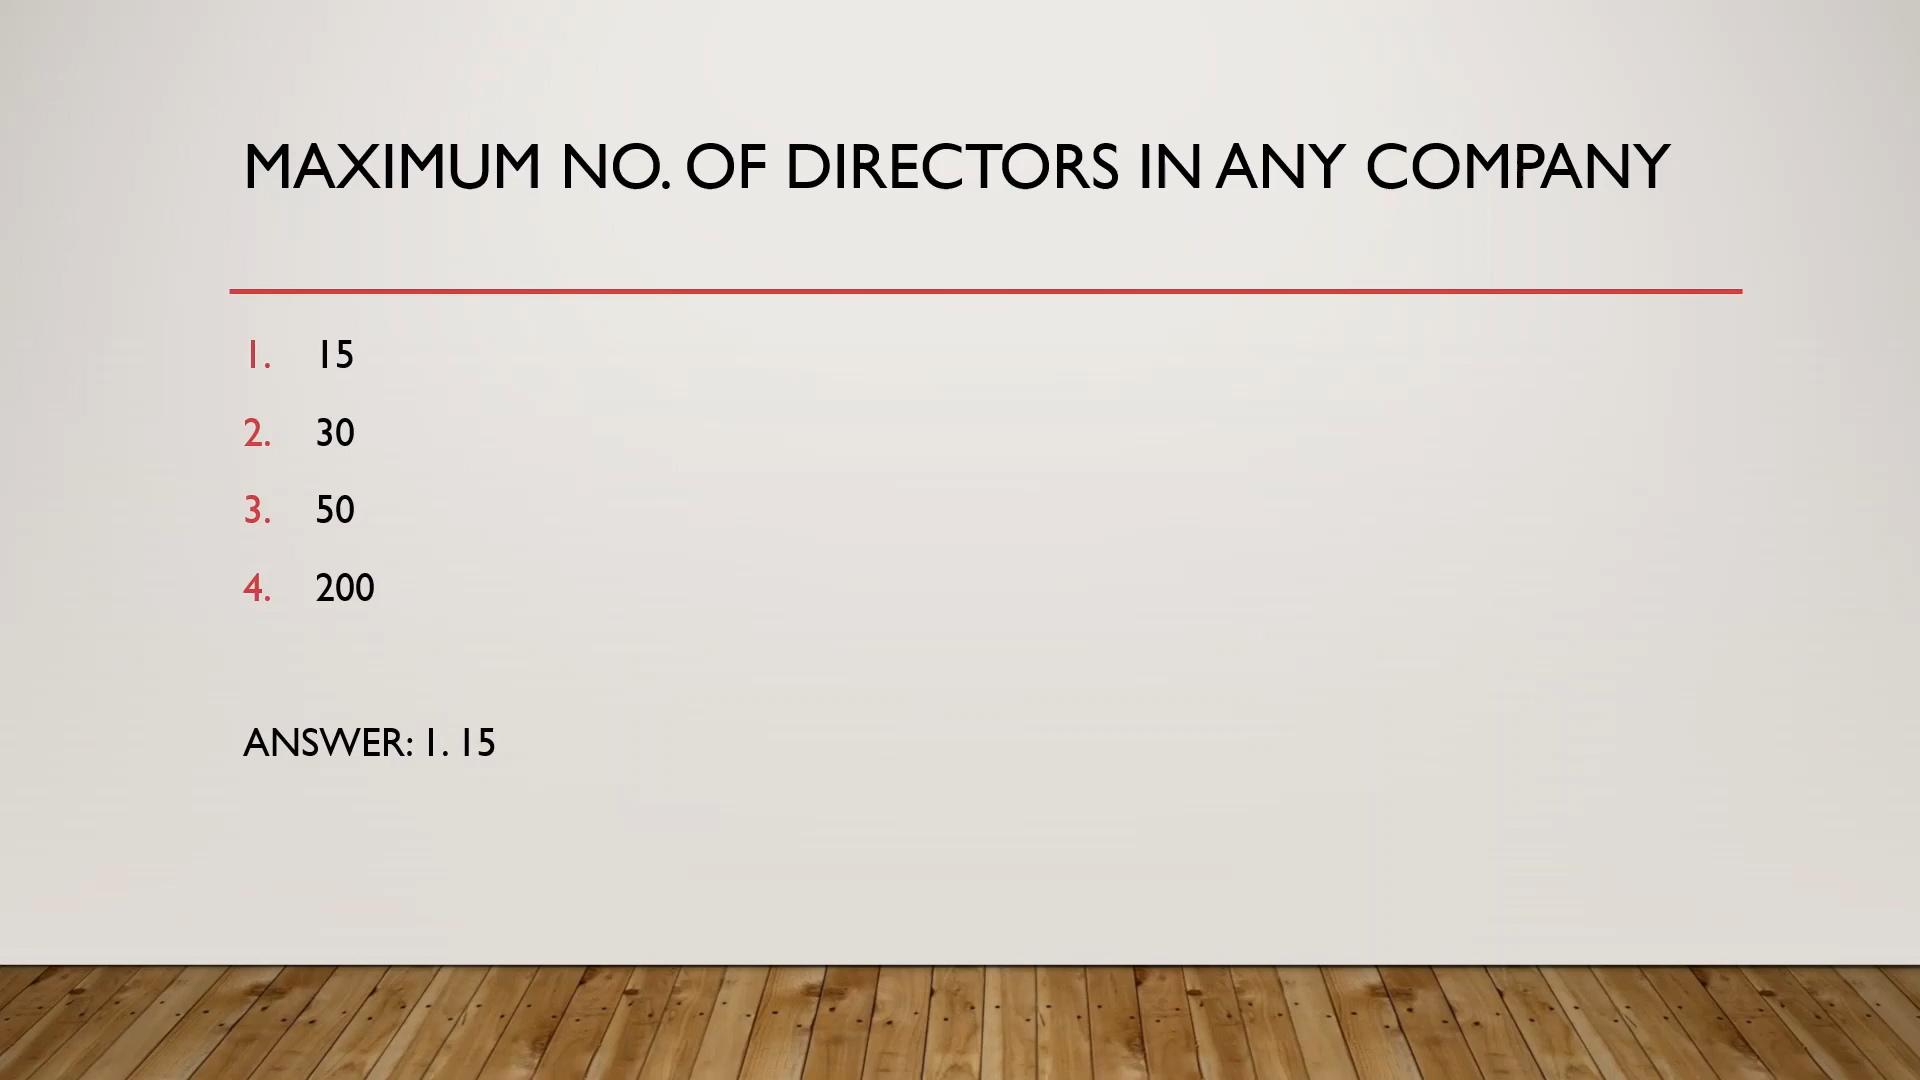 MAXIMUM NO. OF DIRECTORS IN ANY COMPANY
1. 15
2. 30
3. 50
4. 200
ANSWER: 1. 15